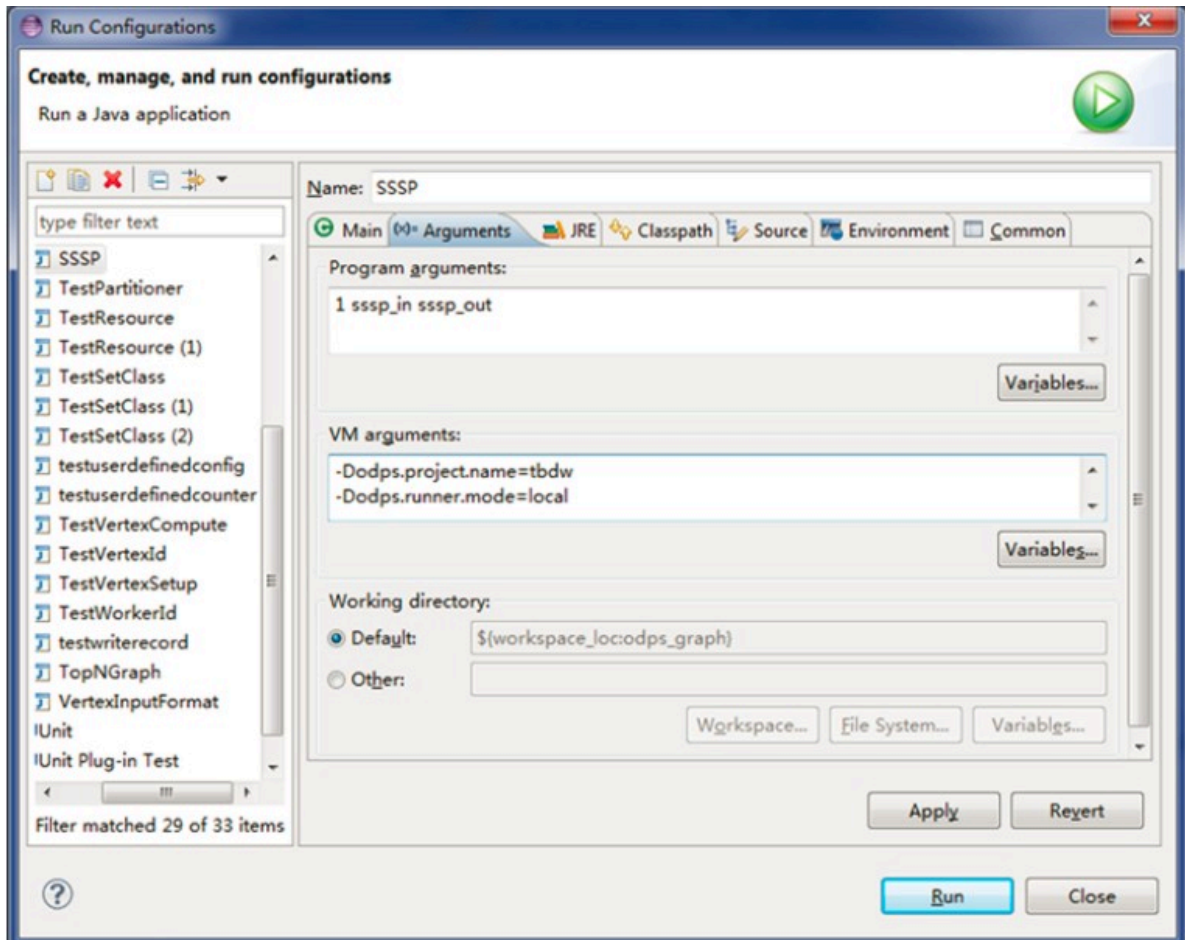 Run Configurations
Create, manage, and run configurations
Run a Java application
type filter text
SSSP
TestPartitioner
TestResource
TestResource (1)
TestSetClass
TestSetClass (1)
TestSetClass (2)
testuserdefinedconfig
testuserdefinedcounter
TestVertexCompute
TestVertexId
TestVertexSetup
TestWorkerId
testwriterecord
TopNGraph
VertexInputFormat
Unit
Unit Plug-in Test
Filter matched 29 of 33 items
Name: SSSP
Main (x)= Arguments JRE Classpath Source Environment Common
Program arguments:
1 sssp_in sssp_out
Variables...
VM arguments:
-Dodps.project.name=tbdw
-Dodps.runner.mode=local
Variables...
Working directory:
Default: ${workspace_loc:odps_graph}
Other:
Workspace... File System... Variables...
Apply Revert
Run Close